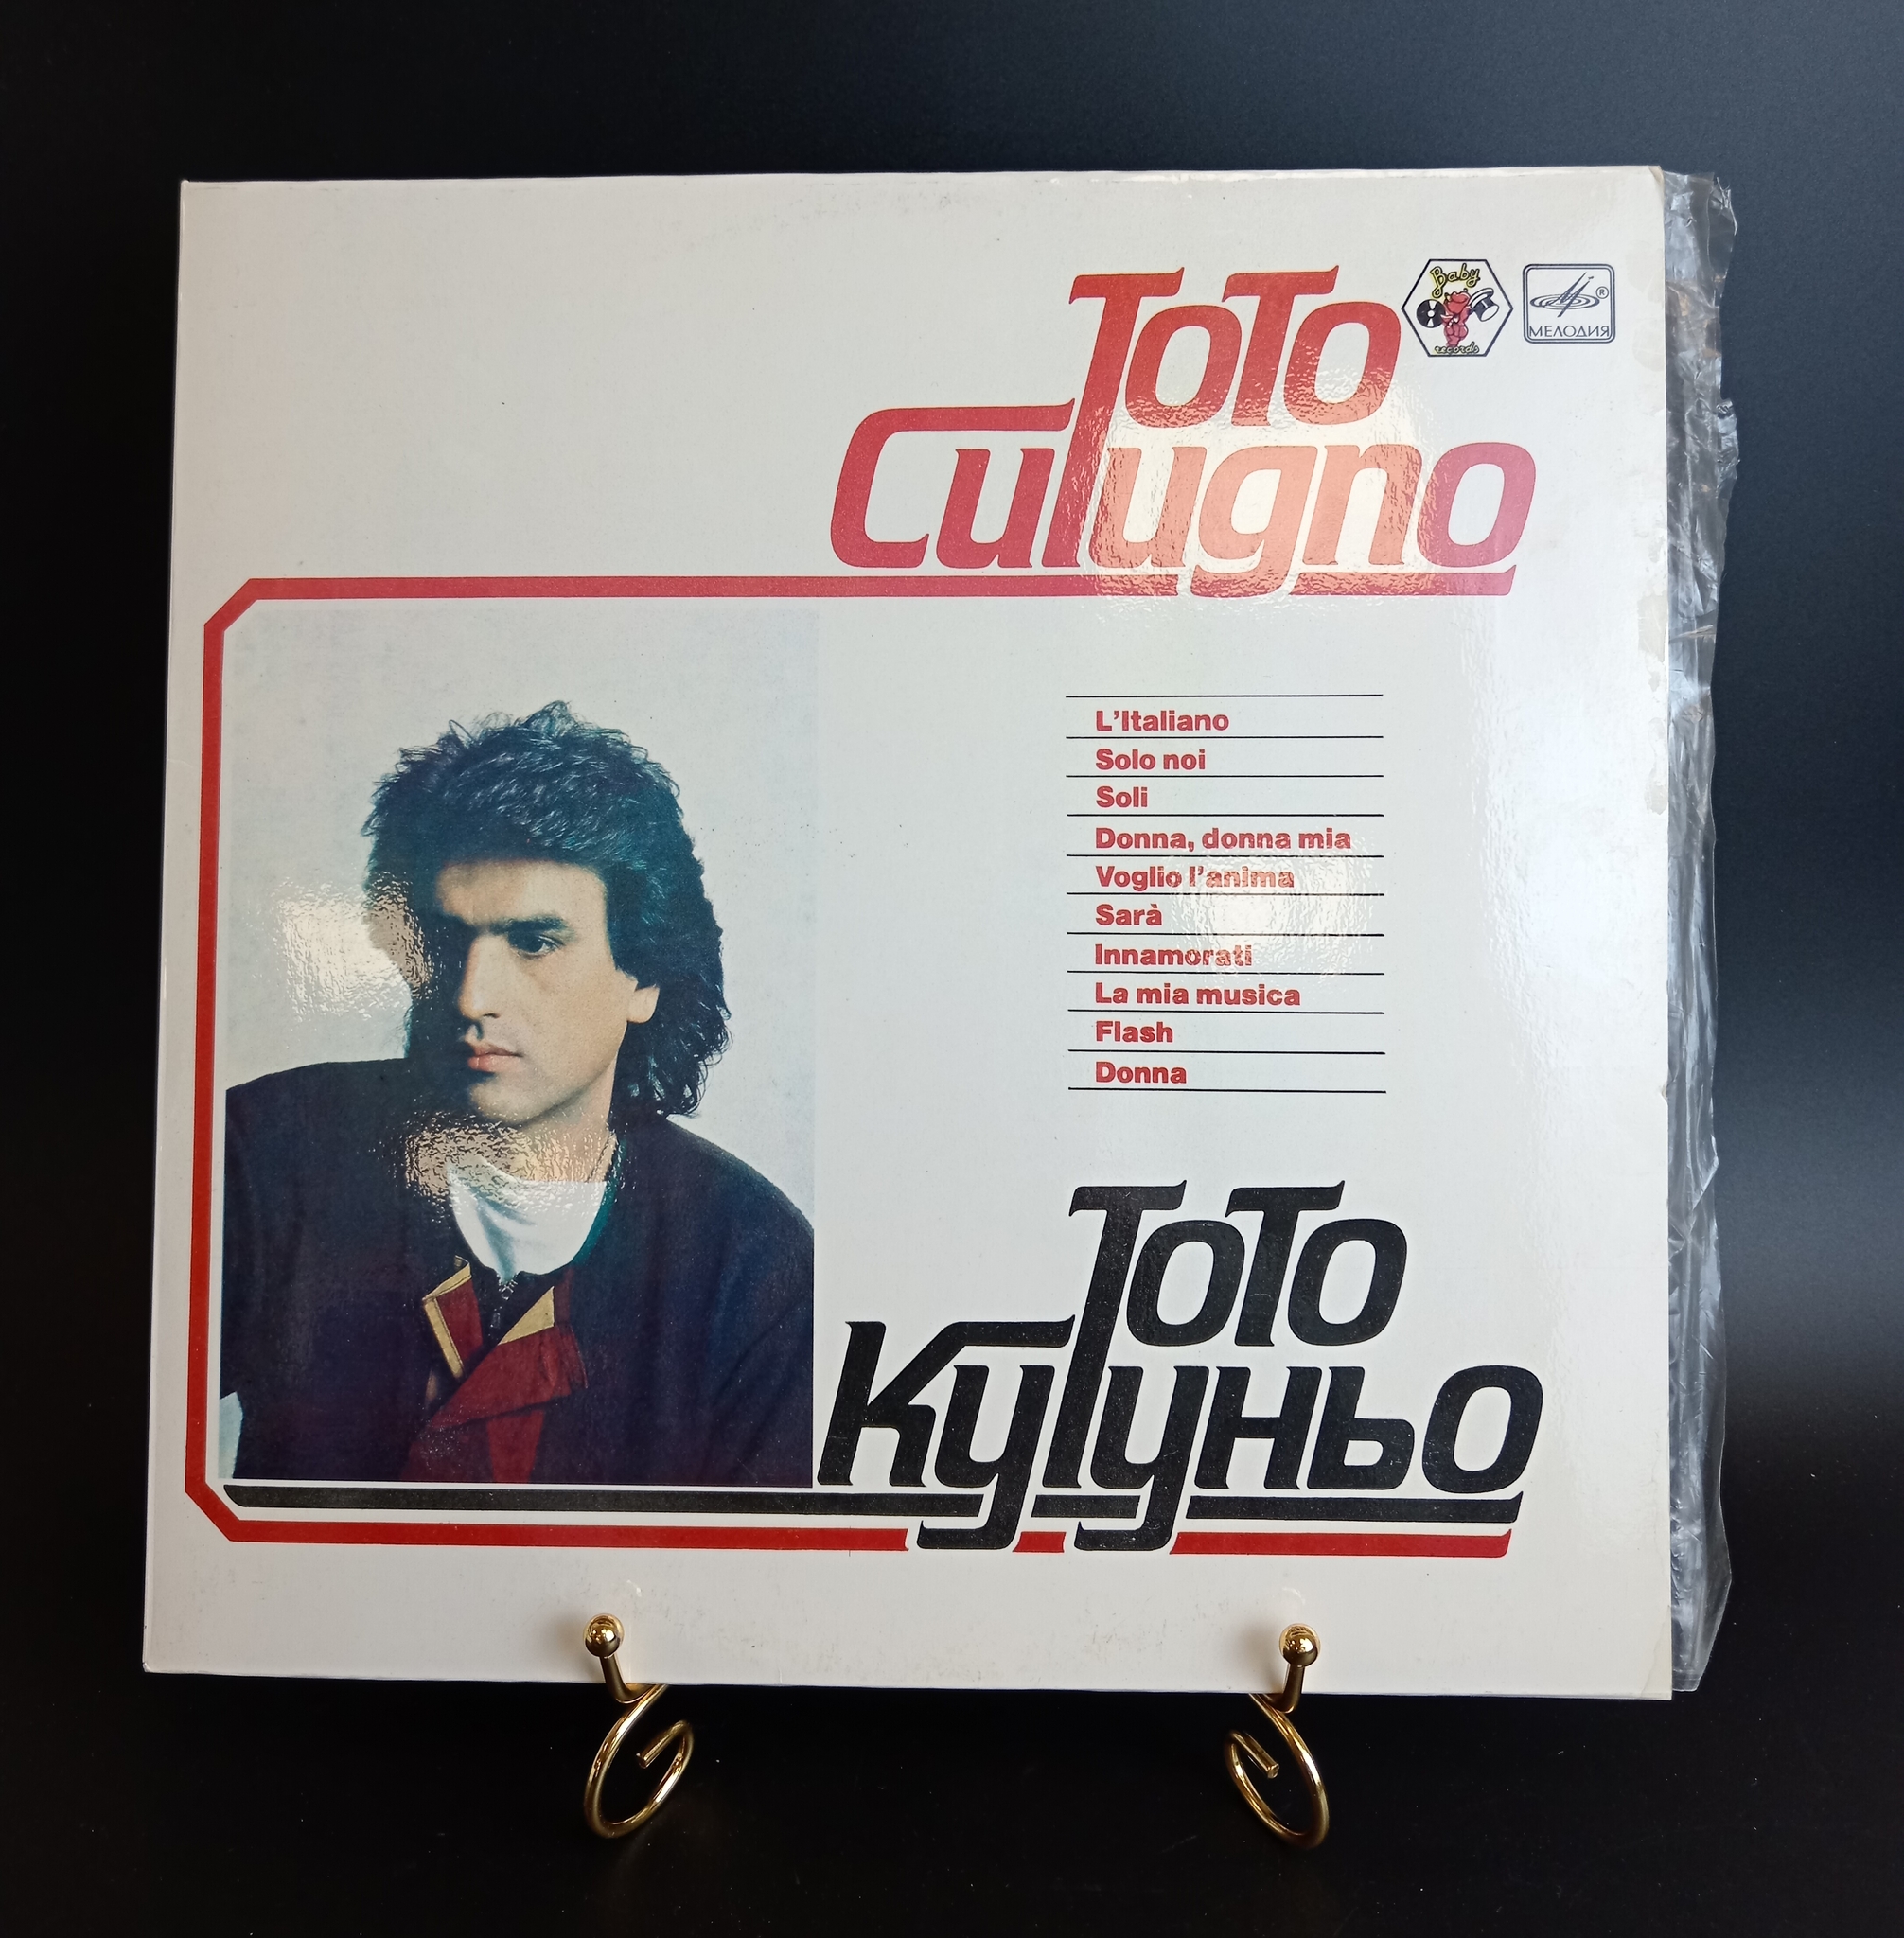 Toto
Cutugno
Baby
records
®
МЕЛОДИЯ
L'Italiano
Solo noi
Soli
Donna, donna mia
Voglio l'anima
Sarà
Innamorati
La mia musica
Flash
Donna
Тото
Кутуньо